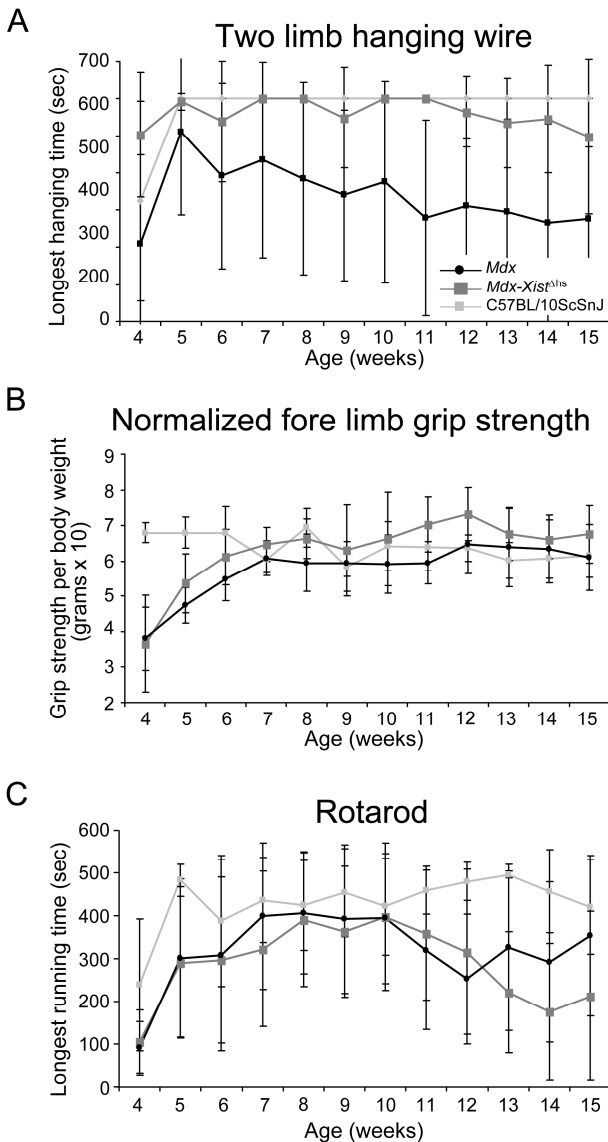 A
Two limb hanging wire
Longest hanging time (sec)
700
600
500
400
300
200
0
4 5 6 7 8 9 10 11 12 13 14 15
Age (weeks)
Mdx
Mdx-Xist^Δhs
C57BL/10ScSnJ
B
Normalized fore limb grip strength
Grip strength per body weight
(grams x 10)
9
8
7
6
5
4
3
2
4 5 6 7 8 9 10 11 12 13 14 15
Age (weeks)
C
Rotarod
Longest running time (sec)
600
500
400
300
200
100
0
4 5 6 7 8 9 10 11 12 13 14 15
Age (weeks)